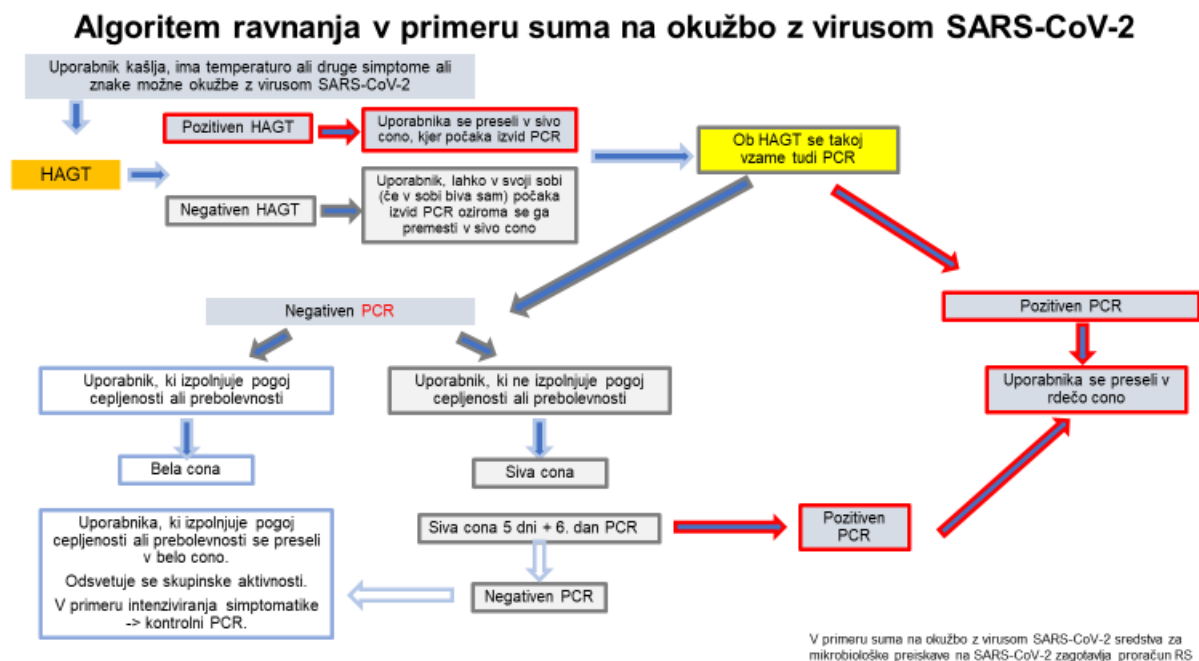 Algoritem ravnanja v primeru suma na okužbo z virusom SARS-CoV-2
Uporabnik kašlja, ima temperaturo ali druge simptome ali
znake možne okužbe z virusom SARS-CoV-2
Pozitiven HAGT
Uporabnika se preseli v sivo
cono, kjer počaka izvid PCR
Ob HAGT se takoj
vzame tudi PCR
HAGT
Negativen HAGT
Uporabnik, lahko v svoji sobi
(če v sobi biva sam) počaka
izvid PCR oziroma se ga
premesti v sivo cono
Negativen PCR
Pozitiven PCR
Uporabnik, ki izpolnjuje pogoj
cepljenosti ali prebolevnosti
Uporabnik, ki ne izpolnjuje pogoj
cepljenosti ali prebolevnosti
Uporabnika se preseli v
rdečo cono
Bela cona
Siva cona
Uporabnika, ki izpolnjuje pogoj
cepljenosti ali prebolevnosti se preseli
v belo cono.
Odsvetuje se skupinske aktivnosti.
V primeru intenziviranja simptomatike
-> kontrolni PCR.
Siva cona 5 dni + 6. dan PCR
Pozitiven
PCR
Negativen PCR
V primeru suma na okužbo z virusom SARS-CoV-2 sredstva za
mikrobiološke preiskave na SARS-CoV-2 zagotavlja proračun RS